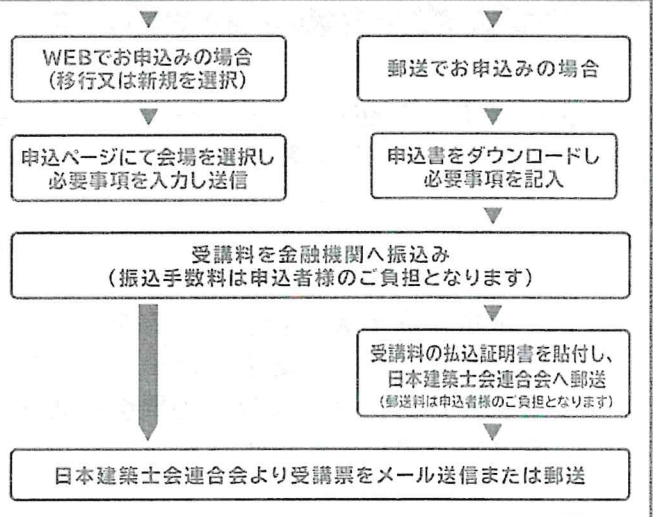 WEBでお申込みの場合
(移行又は新規を選択)
郵送でお申込みの場合
申込ページにて会場を選択し
必要事項を入力し送信
申込書をダウンロードし
必要事項を記入
受講料を金融機関へ振込み
(振込手数料は申込者様のご負担となります)
受講料の払込証明書を貼付し、
日本建築士会連合会へ郵送
(郵送料は申込者様のご負担となります)
日本建築士会連合会より受講票をメール送信または郵送